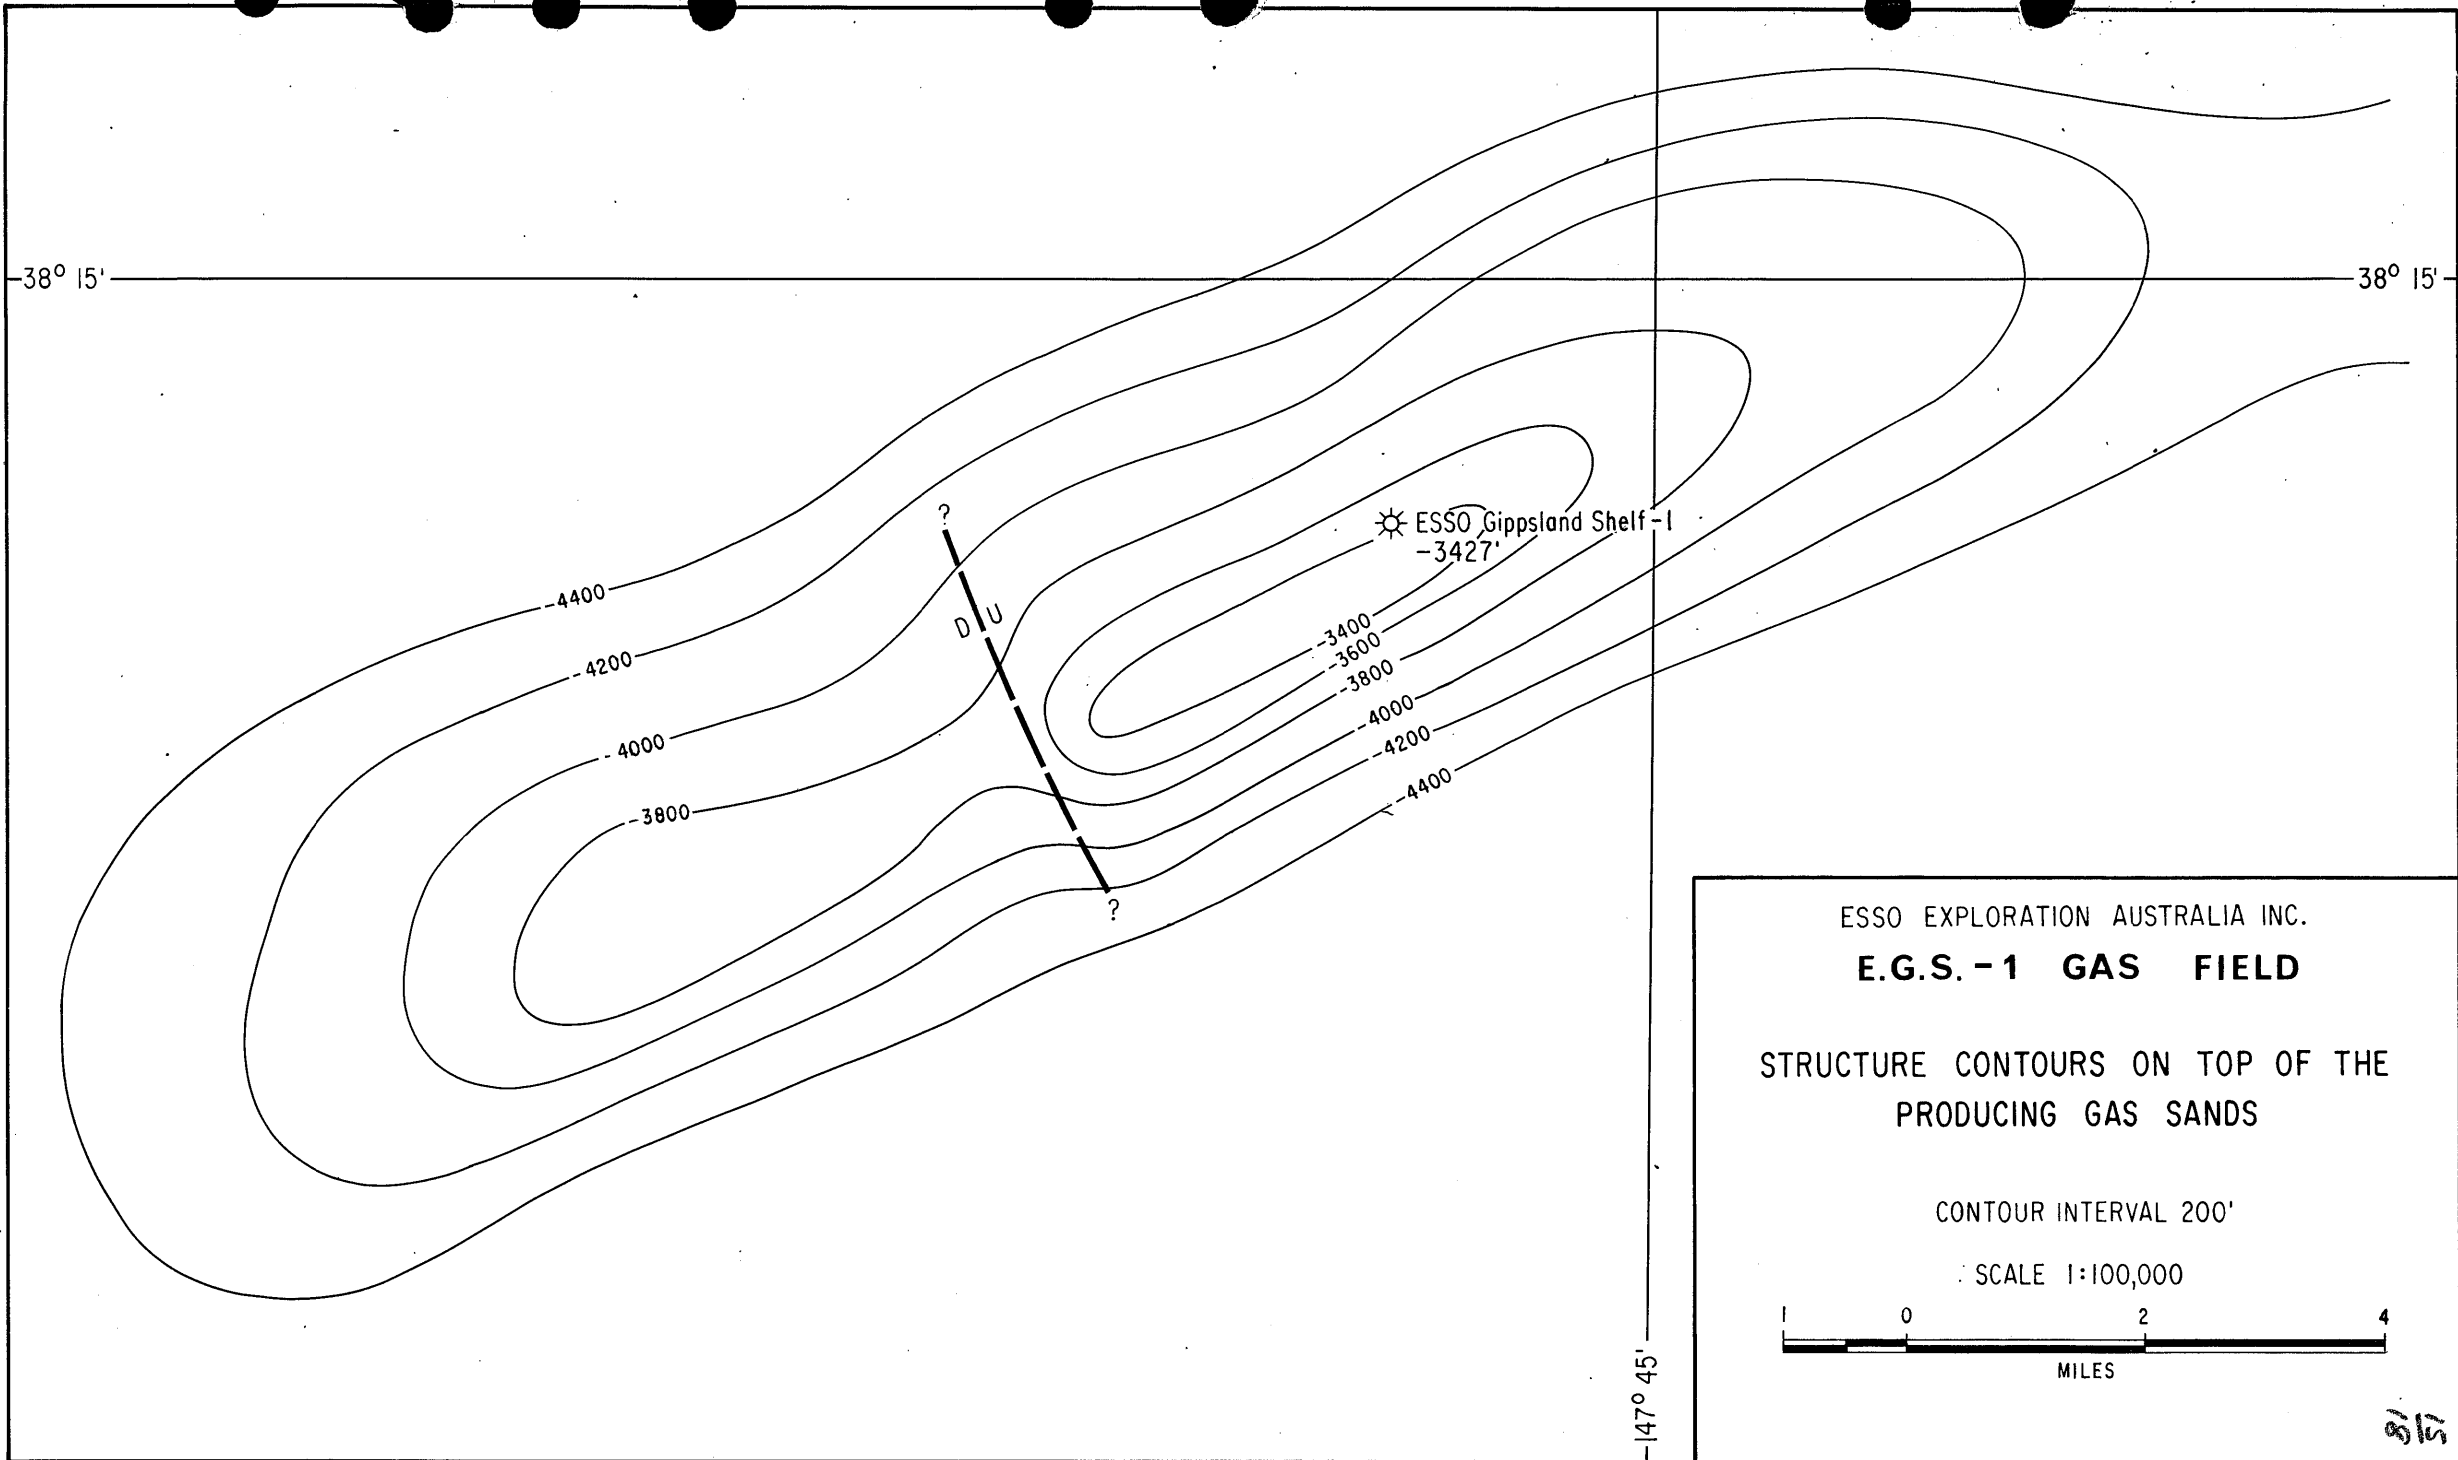 38° 15'
38° 15'
?
ESSO Gippsland Shelf-1
-3427'
D U
-4400
-4200
-4000
-3800
-3400
-3600
-3800
-4000
-4200
-4400
?
ESSO EXPLORATION AUSTRALIA INC.
E.G.S.-1 GAS FIELD
STRUCTURE CONTOURS ON TOP OF THE
PRODUCING GAS SANDS
CONTOUR INTERVAL 200'
SCALE 1:100,000
1 0 2 4
MILES
147° 45'